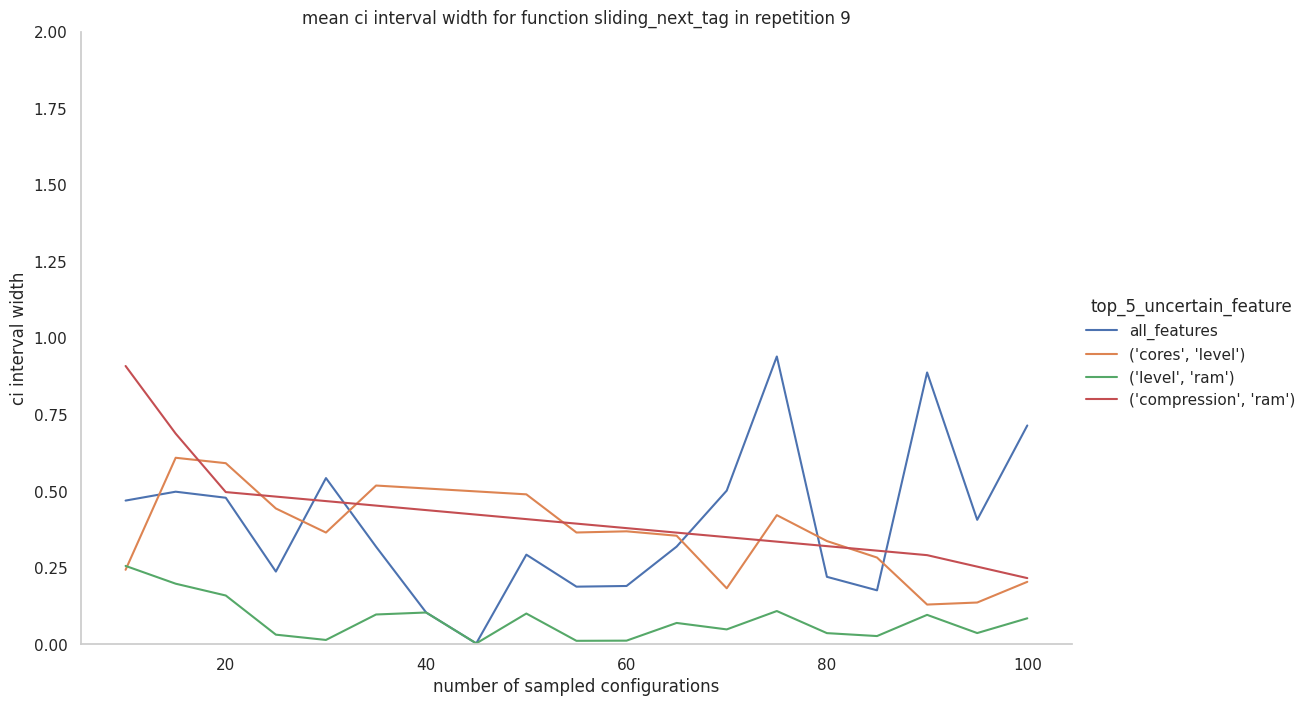 mean ci interval width for function sliding_next_tag in repetition 9
2.00
1.75
1.50
1.25
1.00
0.75
0.50
0.25
0.00
ci interval width
20 40 60 80 100
number of sampled configurations
top_5_uncertain_feature
all_features
('cores', 'level')
('level', 'ram')
('compression', 'ram')